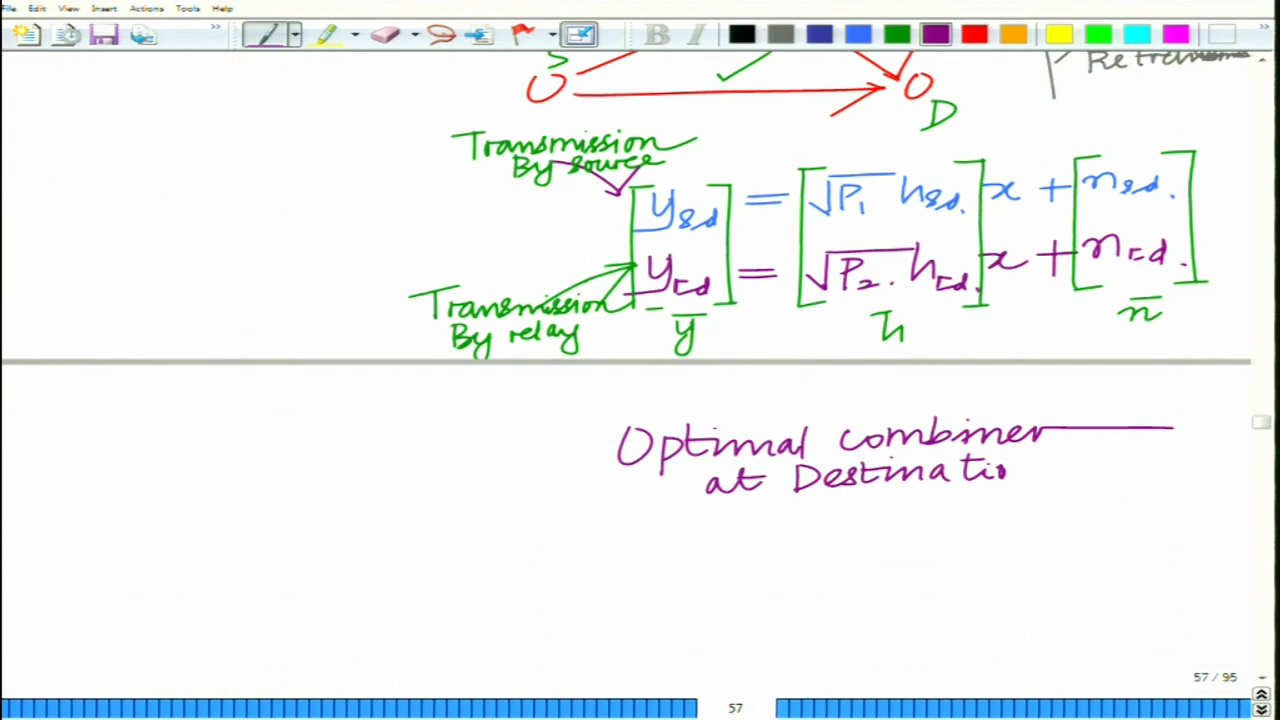 File Edit View Insert Actions Tools Help
B I
S
D
Retrans
Transmission
By source
y_sd = √P₁ h_sd. x + n_sd.
y_rd = √P₂. h_rd. x + n_rd.
Transmission
By relay
ȳ h̄ n̄
Optimal combiner
at Destinatio
57 / 95
57